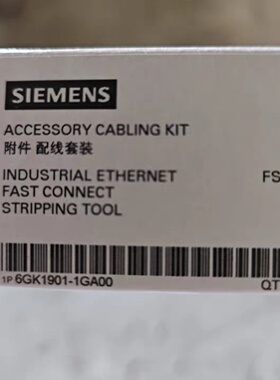 SIEMENS
ACCESSORY CABLING KIT
附件 配线套装
INDUSTRIAL ETHERNET FS
FAST CONNECT
STRIPPING TOOL
1P 6GK1901-1GA00 QT